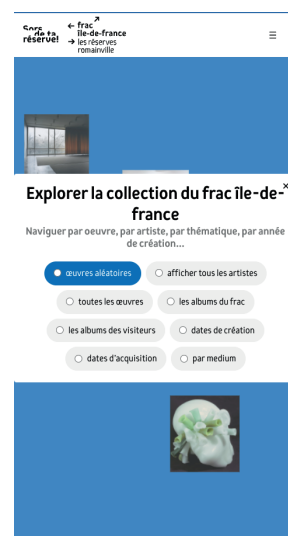 Sors
de ta
réserve!
← frac↗
île-de-france
→ les réserves
romainville
Explorer la collection du frac île-de-
france
Naviguer par oeuvre, par artiste, par thématique, par année
de création...
œuvres aléatoires
afficher tous les artistes
toutes les œuvres
les albums du frac
les albums des visiteurs
dates de création
dates d'acquisition
par medium